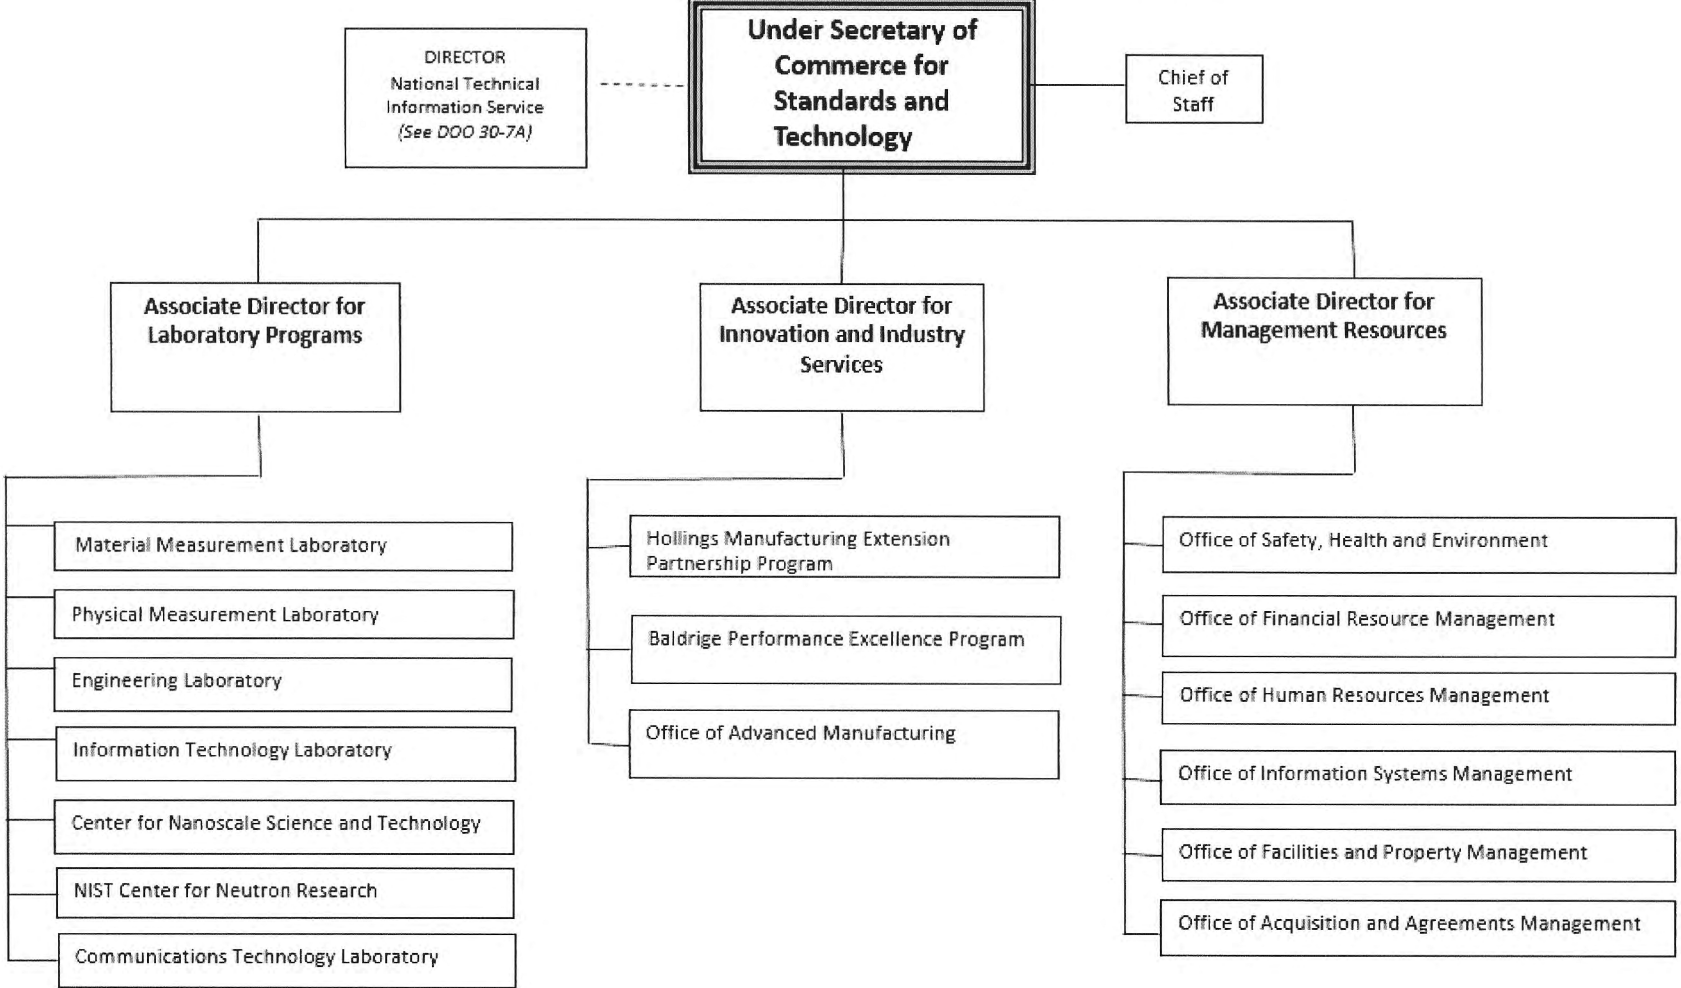 DIRECTOR
National Technical
Information Service
(See DOO 30-7A)
Under Secretary of
Commerce for
Standards and
Technology
Chief of
Staff
Associate Director for
Laboratory Programs
Associate Director for
Innovation and Industry
Services
Associate Director for
Management Resources
Material Measurement Laboratory
Physical Measurement Laboratory
Engineering Laboratory
Information Technology Laboratory
Center for Nanoscale Science and Technology
NIST Center for Neutron Research
Communications Technology Laboratory
Hollings Manufacturing Extension
Partnership Program
Baldrige Performance Excellence Program
Office of Advanced Manufacturing
Office of Safety, Health and Environment
Office of Financial Resource Management
Office of Human Resources Management
Office of Information Systems Management
Office of Facilities and Property Management
Office of Acquisition and Agreements Management